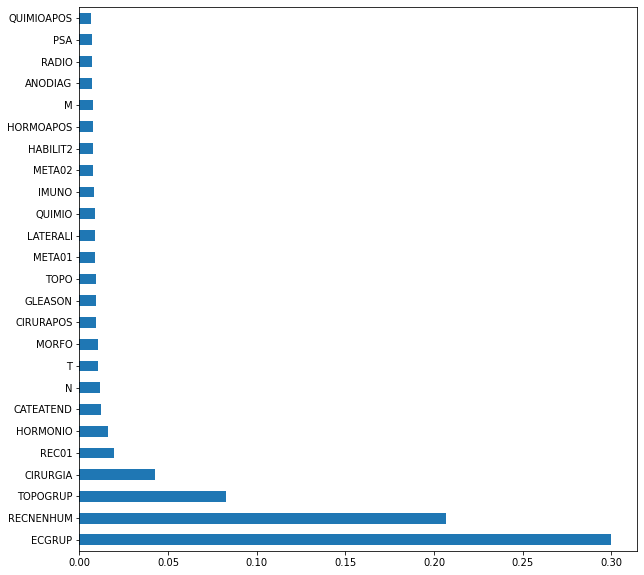 QUIMIOAPOS
PSA
RADIO
ANODIAG
M
HORMOAPOS
HABILIT2
META02
IMUNO
QUIMIO
LATERALI
META01
TOPO
GLEASON
CIRURAPOS
MORFO
T
N
CATEATEND
HORMONIO
REC01
CIRURGIA
TOPOGRUP
RECNENHUM
ECGRUP
0.00 0.05 0.10 0.15 0.20 0.25 0.30